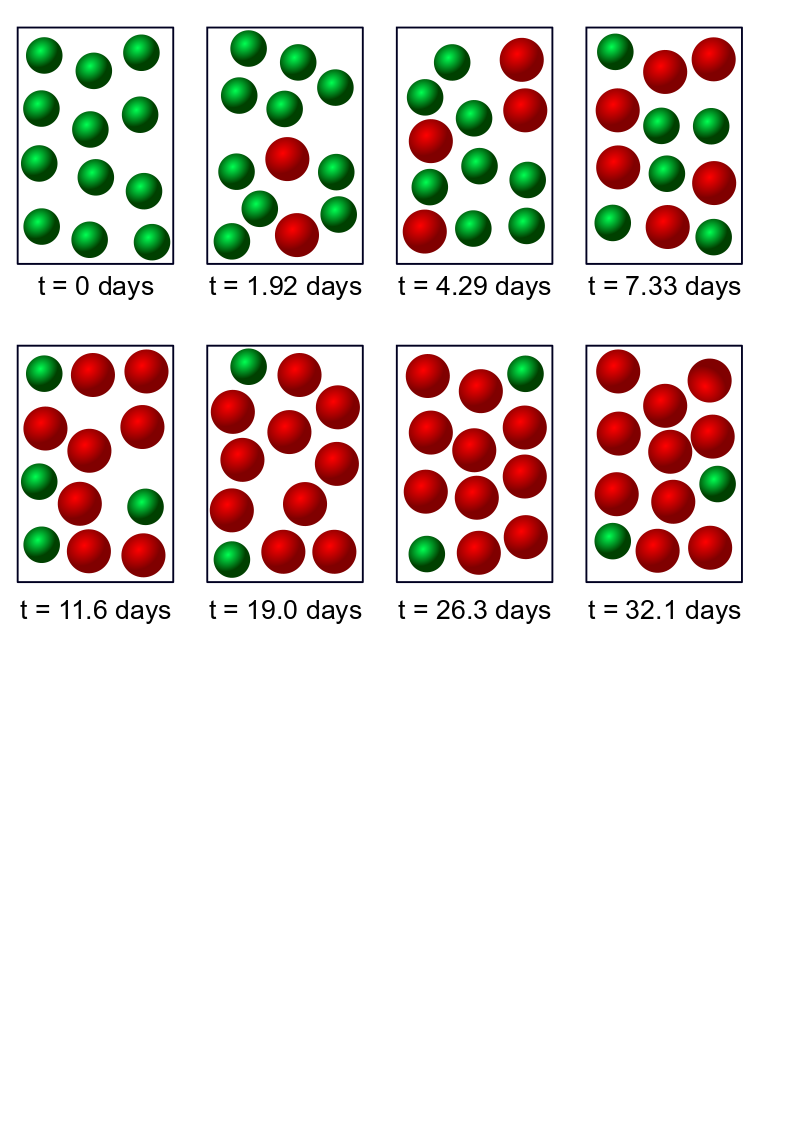 t = 0 days
t = 1.92 days
t = 4.29 days
t = 7.33 days
t = 11.6 days
t = 19.0 days
t = 26.3 days
t = 32.1 days